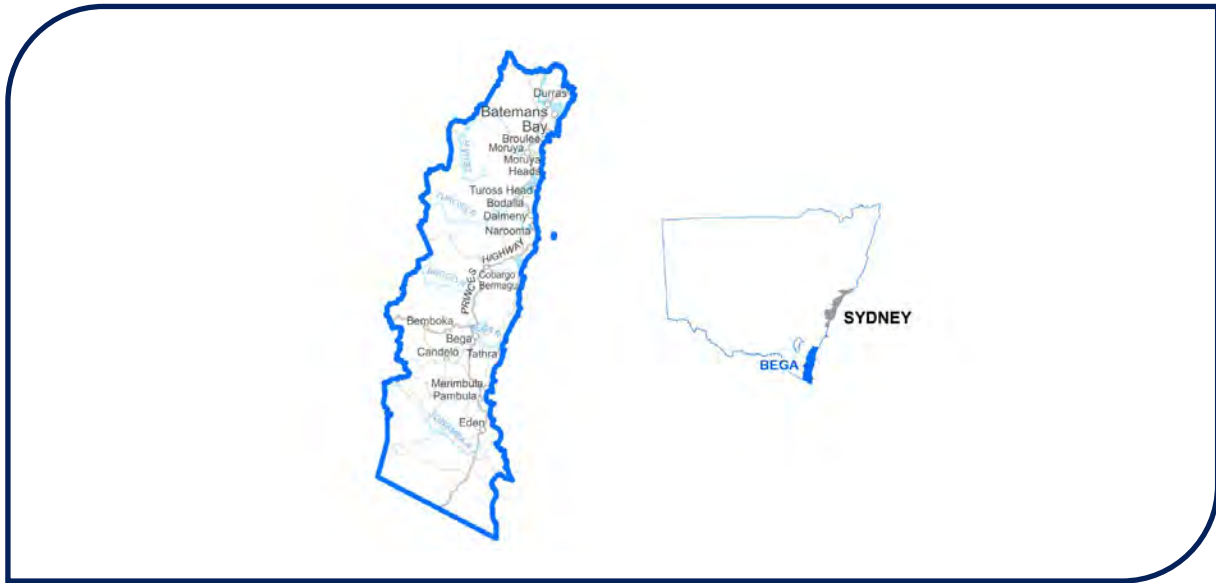 Durras
Batemans
Bay
Broulee
Moruya
Moruya
Heads
Tuross Head
Bodalla
Dalmeny
Narooma
PRINCES HIGHWAY
Cobargo
Bermagui
Bemboka
Bega
Candelo
Tathra
Merimbula
Pambula
Eden
SYDNEY
BEGA